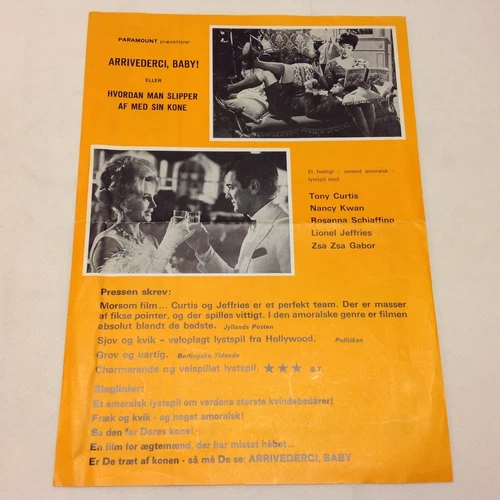 PARAMOUNT præsenterer
ARRIVEDERCI, BABY!
ELLER
HVORDAN MAN SLIPPER
AF MED SIN KONE
Et festligt - omend amoralsk -
lystspil med
Tony Curtis
Nancy Kwan
Rosanna Schiaffino
Lionel Jeffries
Zsa Zsa Gabor
Pressen skrev:
Morsom film ... Curtis og Jeffries er et perfekt team. Der er masser
af fikse pointer, og der spilles vittigt. I den amoralske genre er filmen
absolut blandt de bedste. Jyllands Posten
Sjov og kvik - veloplagt lystspil fra Hollywood. Politiken
Grov og uartig. Berlingske Tidende
Charmerende og velspillet lystspil. ★★★ B.T.
Sloglinier:
Et amoralsk lystspil om verdens største kvindebedårer!
Fræk og kvik - og noget amoralsk!
Se den før Deres kone!
En film for ægtemænd, der har mistet håbet...
Er De træt af konen - så må De se: ARRIVEDERCI, BABY